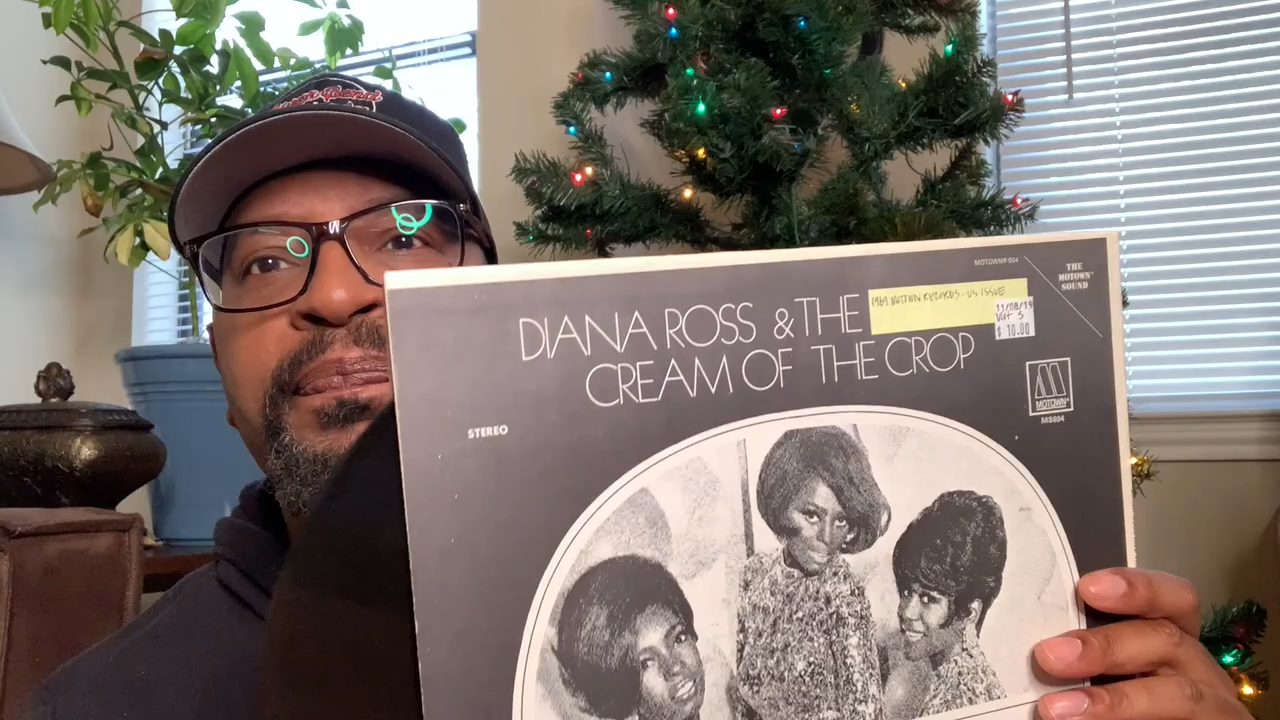 MOTOWN® 694
THE
MOTOWN
SOUND
DIANA ROSS & THE
CREAM OF THE CROP
1969 MOTOWN RECORDS - US ISSUE
11/08/19
$ 10.00
STEREO
MOTOWN
MS694